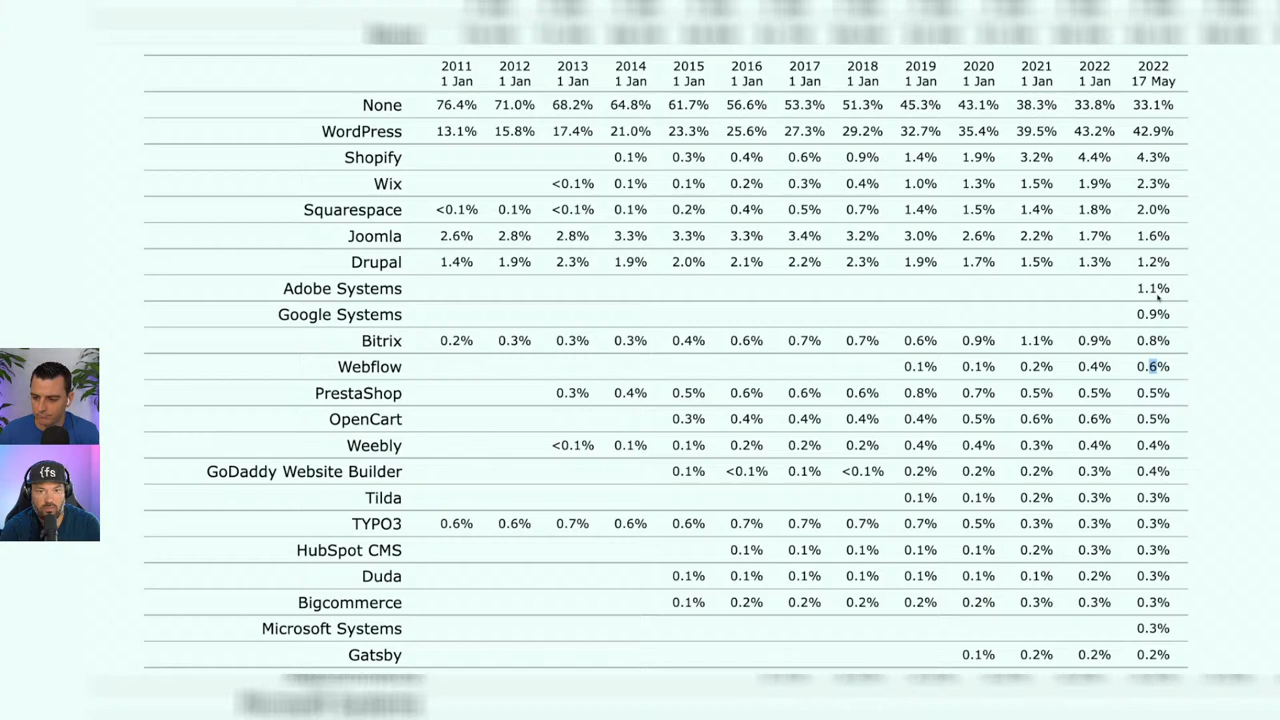 2011 2012 2013 2014 2015 2016 2017 2018 2019 2020 2021 2022 2022
1 Jan 1 Jan 1 Jan 1 Jan 1 Jan 1 Jan 1 Jan 1 Jan 1 Jan 1 Jan 1 Jan 1 Jan 17 May
None 76.4% 71.0% 68.2% 64.8% 61.7% 56.6% 53.3% 51.3% 45.3% 43.1% 38.3% 33.8% 33.1%
WordPress 13.1% 15.8% 17.4% 21.0% 23.3% 25.6% 27.3% 29.2% 32.7% 35.4% 39.5% 43.2% 42.9%
Shopify 0.1% 0.3% 0.4% 0.6% 0.9% 1.4% 1.9% 3.2% 4.4% 4.3%
Wix <0.1% 0.1% 0.1% 0.2% 0.3% 0.4% 1.0% 1.3% 1.5% 1.9% 2.3%
Squarespace <0.1% 0.1% <0.1% 0.1% 0.2% 0.4% 0.5% 0.7% 1.4% 1.5% 1.4% 1.8% 2.0%
Joomla 2.6% 2.8% 2.8% 3.3% 3.3% 3.3% 3.4% 3.2% 3.0% 2.6% 2.2% 1.7% 1.6%
Drupal 1.4% 1.9% 2.3% 1.9% 2.0% 2.1% 2.2% 2.3% 1.9% 1.7% 1.5% 1.3% 1.2%
Adobe Systems 1.1%
Google Systems 0.9%
Bitrix 0.2% 0.3% 0.3% 0.3% 0.4% 0.6% 0.7% 0.7% 0.6% 0.9% 1.1% 0.9% 0.8%
Webflow 0.1% 0.1% 0.2% 0.4% 0.6%
PrestaShop 0.3% 0.4% 0.5% 0.6% 0.6% 0.6% 0.8% 0.7% 0.5% 0.5% 0.5%
OpenCart 0.3% 0.4% 0.4% 0.4% 0.4% 0.5% 0.6% 0.6% 0.5%
Weebly <0.1% 0.1% 0.1% 0.2% 0.2% 0.2% 0.4% 0.4% 0.3% 0.4% 0.4%
GoDaddy Website Builder 0.1% <0.1% 0.1% <0.1% 0.2% 0.2% 0.2% 0.3% 0.4%
Tilda 0.1% 0.1% 0.2% 0.3% 0.3%
TYPO3 0.6% 0.6% 0.7% 0.6% 0.6% 0.7% 0.7% 0.7% 0.7% 0.5% 0.3% 0.3% 0.3%
HubSpot CMS 0.1% 0.1% 0.1% 0.1% 0.1% 0.2% 0.3% 0.3%
Duda 0.1% 0.1% 0.1% 0.1% 0.1% 0.1% 0.1% 0.2% 0.3%
Bigcommerce 0.1% 0.2% 0.2% 0.2% 0.2% 0.2% 0.3% 0.3% 0.3%
Microsoft Systems 0.3%
Gatsby 0.1% 0.2% 0.2% 0.2%
{fs